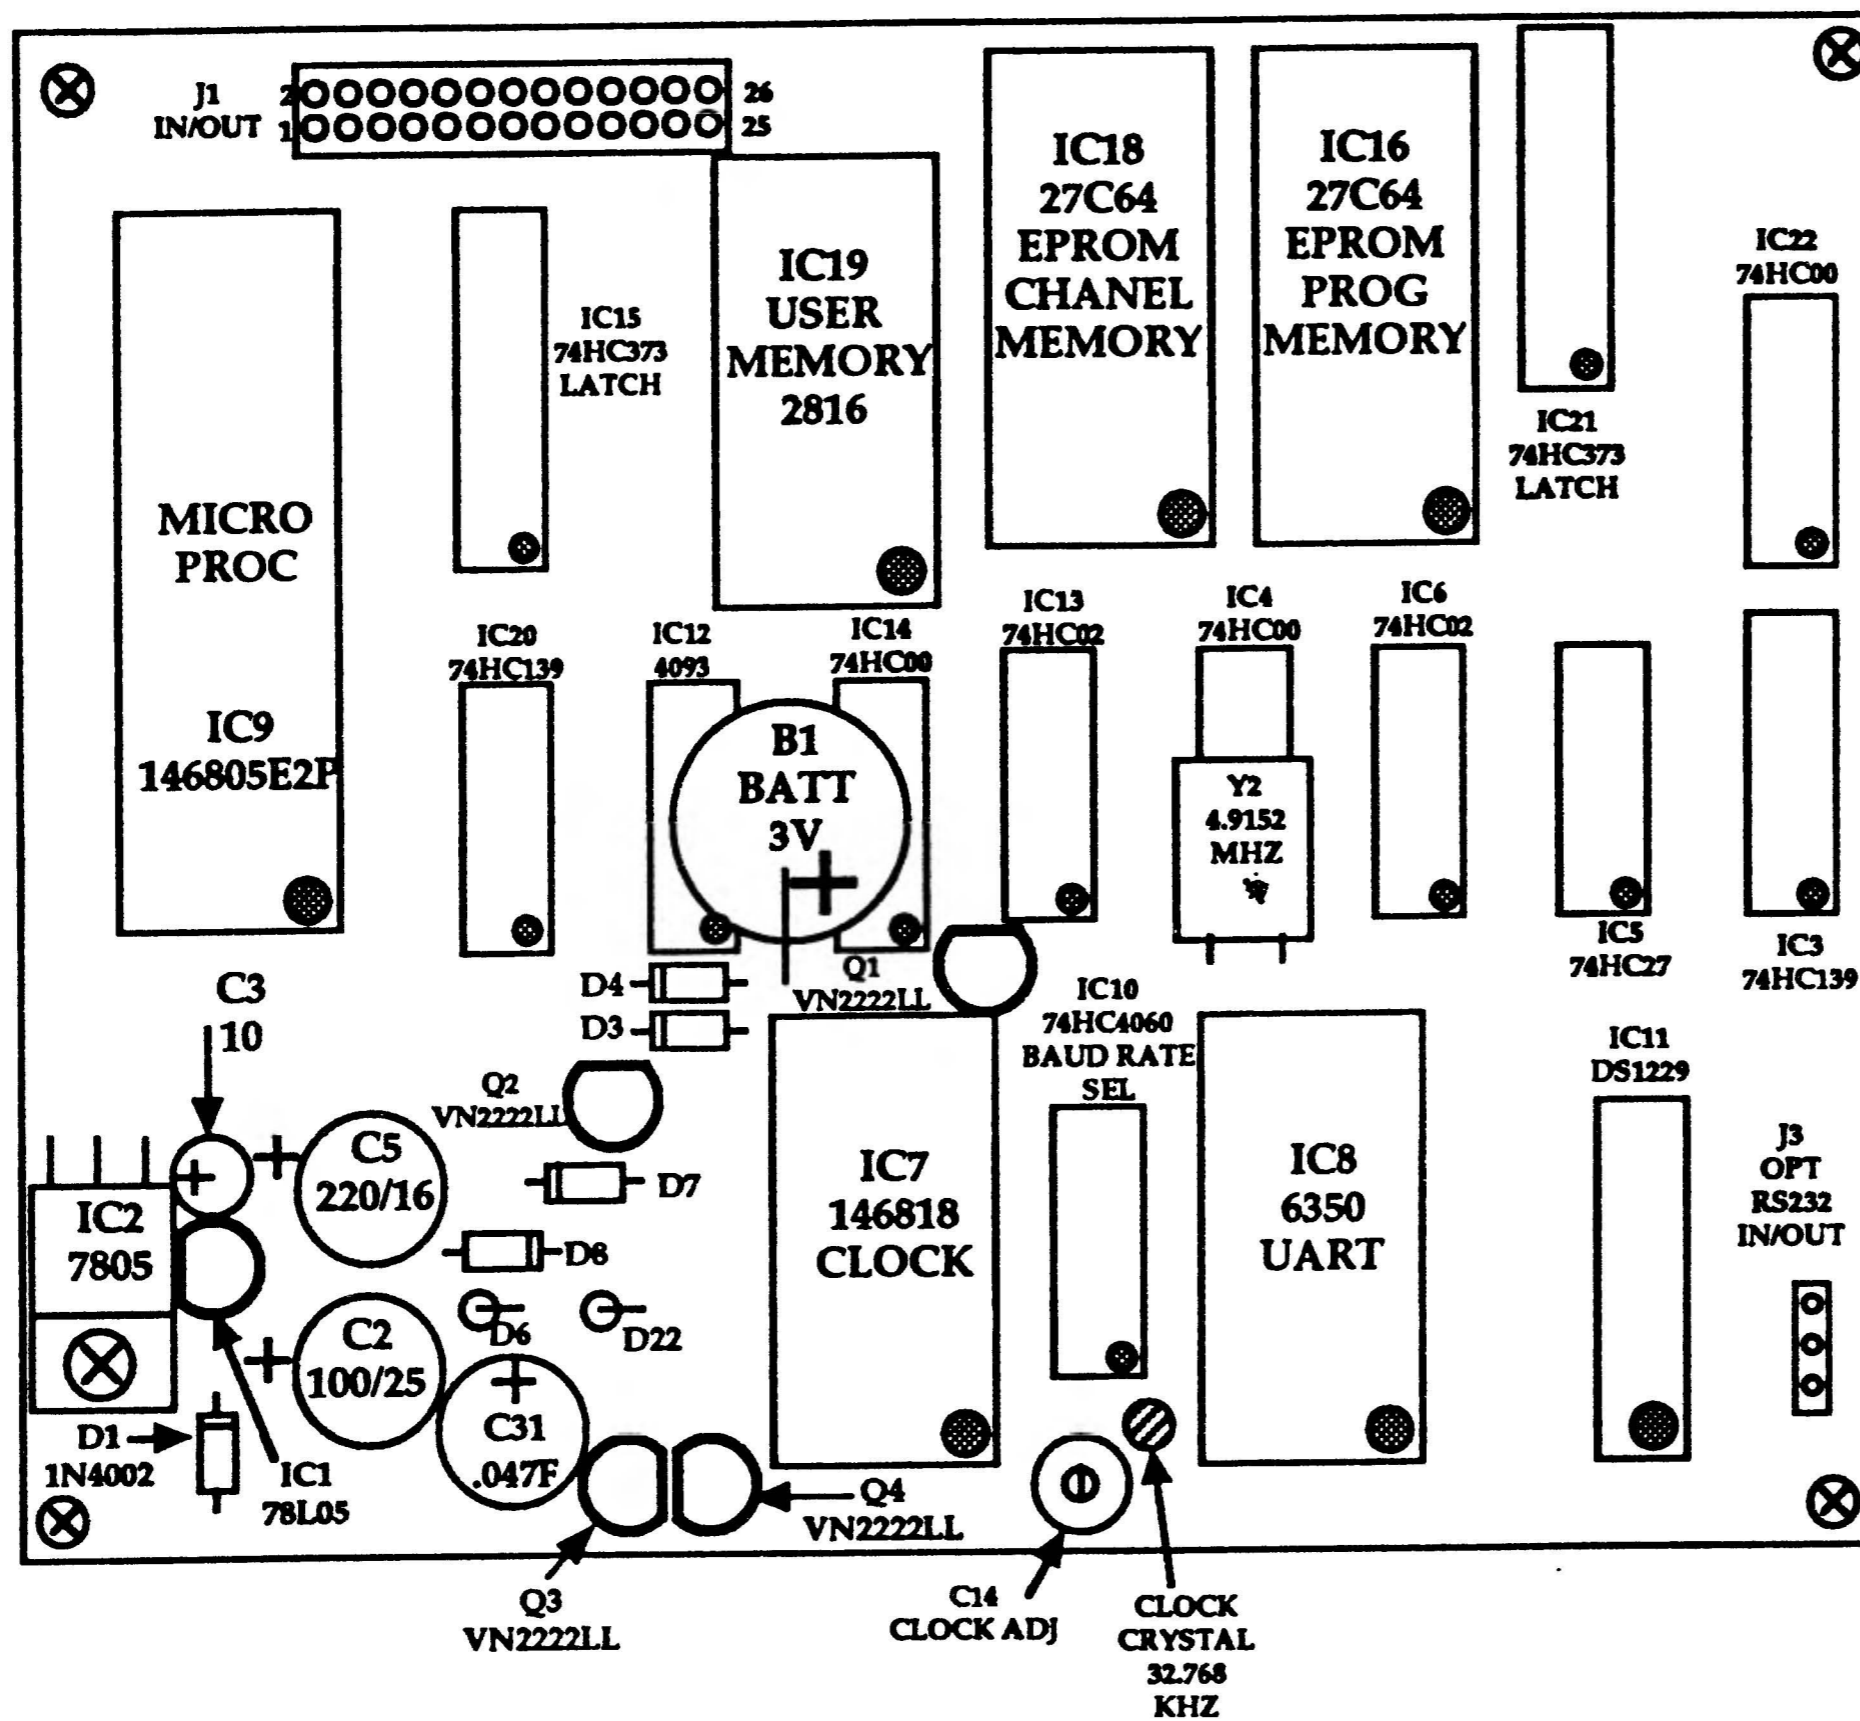 J1
IN/OUT
2
1
26
25
IC18
27C64
EPROM
CHANEL
MEMORY
IC16
27C64
EPROM
PROG
MEMORY
IC22
74HC00
IC19
USER
MEMORY
2816
IC15
74HC373
LATCH
IC21
74HC373
LATCH
MICRO
PROC
IC9
146805E2P
IC20
74HC139
IC12
4093
IC14
74HC00
IC13
74HC02
IC4
74HC00
IC6
74HC02
B1
BATT
3V
Y2
4.9152
MHZ
IC5
74HC27
IC3
74HC139
C3
10
D4
D3
Q1
VN2222LL
IC10
74HC4060
BAUD RATE
SEL
IC11
DS1229
Q2
VN2222LL
C5
220/16
D7
IC2
7805
D8
IC7
146818
CLOCK
IC8
6350
UART
J3
OPT
RS232
IN/OUT
D6
D22
C2
100/25
C31
.047F
D1
1N4002
IC1
78L05
Q4
VN2222LL
Q3
VN2222LL
C14
CLOCK ADJ
CLOCK
CRYSTAL
32.768
KHZ